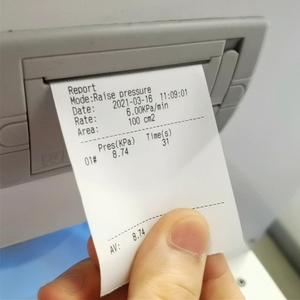 Report
Mode:Raise pressure
Date: 2021-03-16 11:09:01
Rate: 6.00KPa/min
Area: 100 cm2
Pres(KPa) Time(s)
01# 8.74 31
AV: 8.74